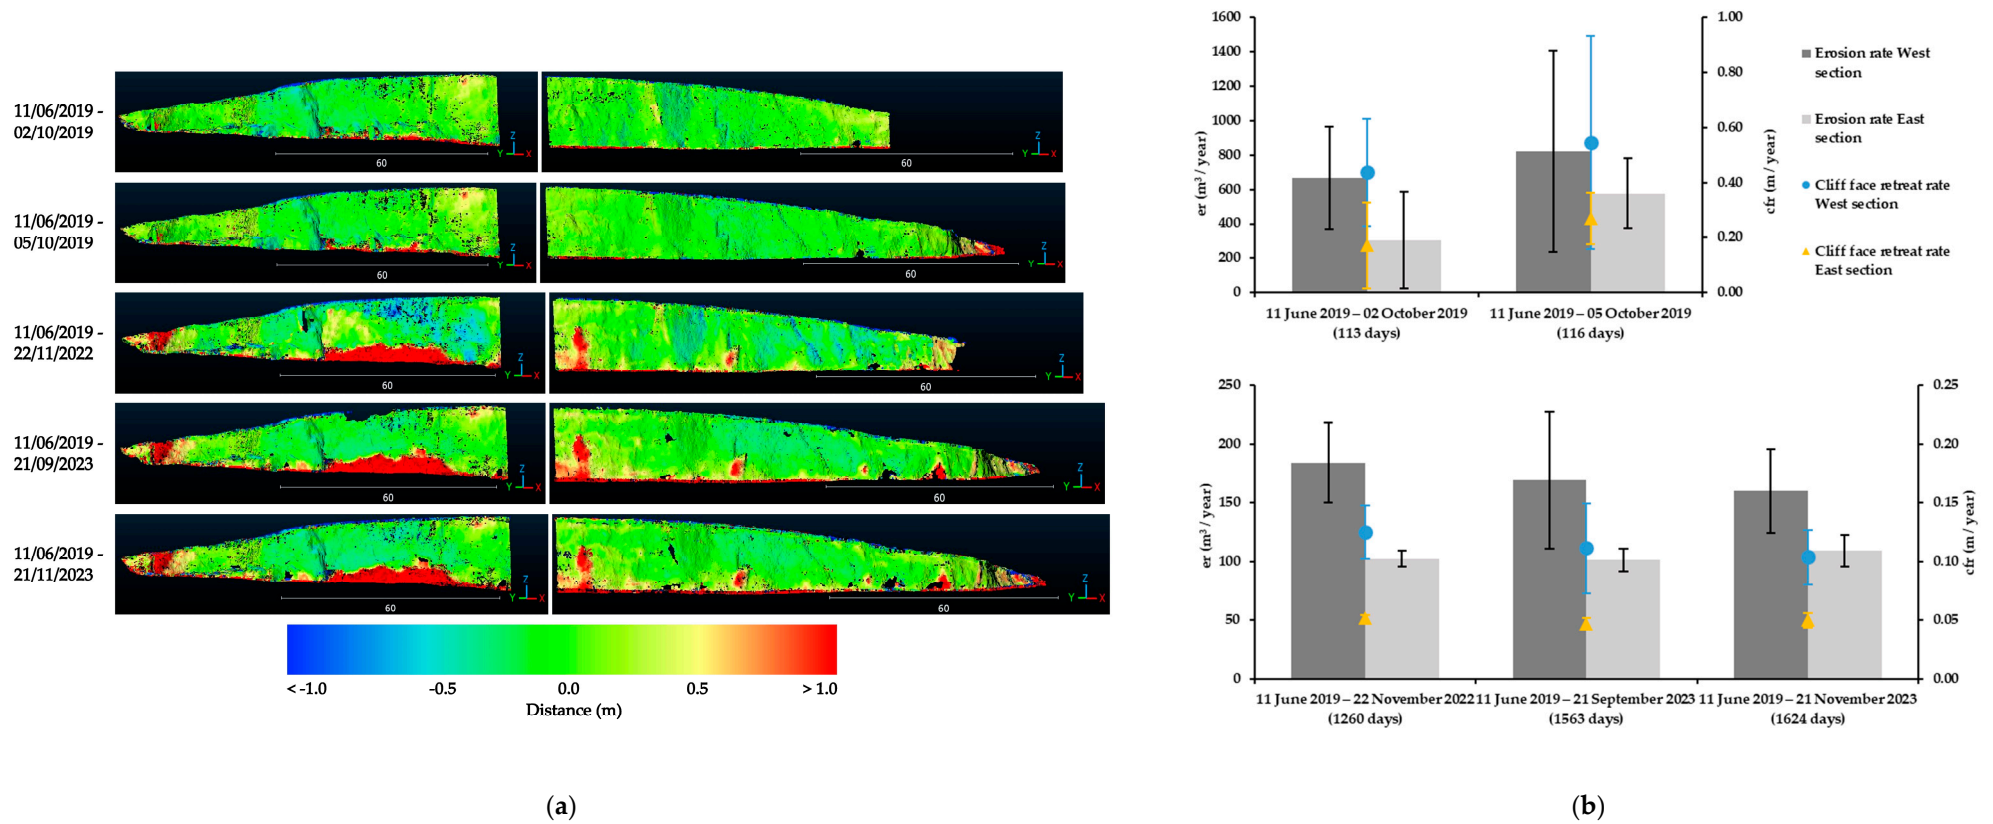 11/06/2019 -
02/10/2019
Z
Y X
60
Z
Y X
60
11/06/2019 -
05/10/2019
Z
Y X
60
Z
Y X
60
11/06/2019 -
22/11/2022
Z
Y X
60
Z
Y X
60
11/06/2019 -
21/09/2023
Z
Y X
60
Z
Y X
60
11/06/2019 -
21/11/2023
Z
Y X
60
Z
Y X
60
< -1.0 -0.5 0.0 0.5 > 1.0
Distance (m)
(a)
1600
1400
1200
1000
800
600
400
200
0
er (m³ / year)
1.00
0.80
0.60
0.40
0.20
0.00
cfr (m / year)
11 June 2019 – 02 October 2019
(113 days)
11 June 2019 – 05 October 2019
(116 days)
Erosion rate West
section
Erosion rate East
section
Cliff face retreat rate
West section
Cliff face retreat rate
East section
250
200
150
100
50
0
er (m³ / year)
0.25
0.20
0.15
0.10
0.05
0.00
cfr (m / year)
11 June 2019 – 22 November 2022
(1260 days)
11 June 2019 – 21 September 2023
(1563 days)
11 June 2019 – 21 November 2023
(1624 days)
(b)